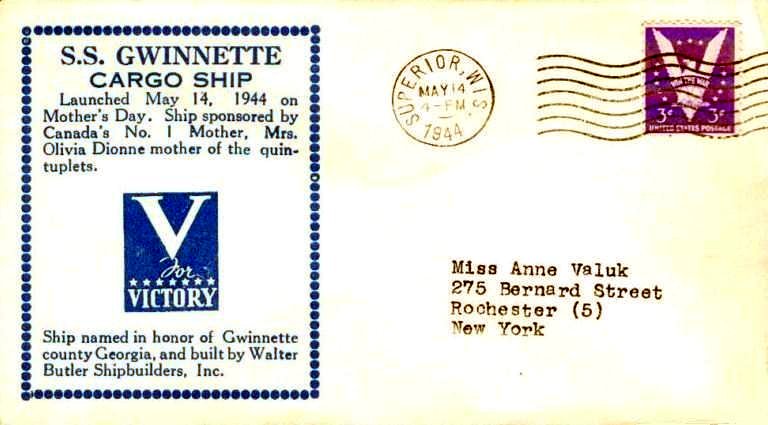 S.S. GWINNETTE
CARGO SHIP
Launched May 14, 1944 on
Mother's Day. Ship sponsored by
Canada's No. 1 Mother, Mrs.
Olivia Dionne mother of the quin-
tuplets.
V
for
VICTORY
Ship named in honor of Gwinnette
county Georgia, and built by Walter
Butler Shipbuilders, Inc.
SUPERIOR, WIS
MAY 14
4-PM
1944
WIN THE WAR
3¢ 3¢
UNITED STATES POSTAGE
Miss Anne Valuk
275 Bernard Street
Rochester (5)
New York